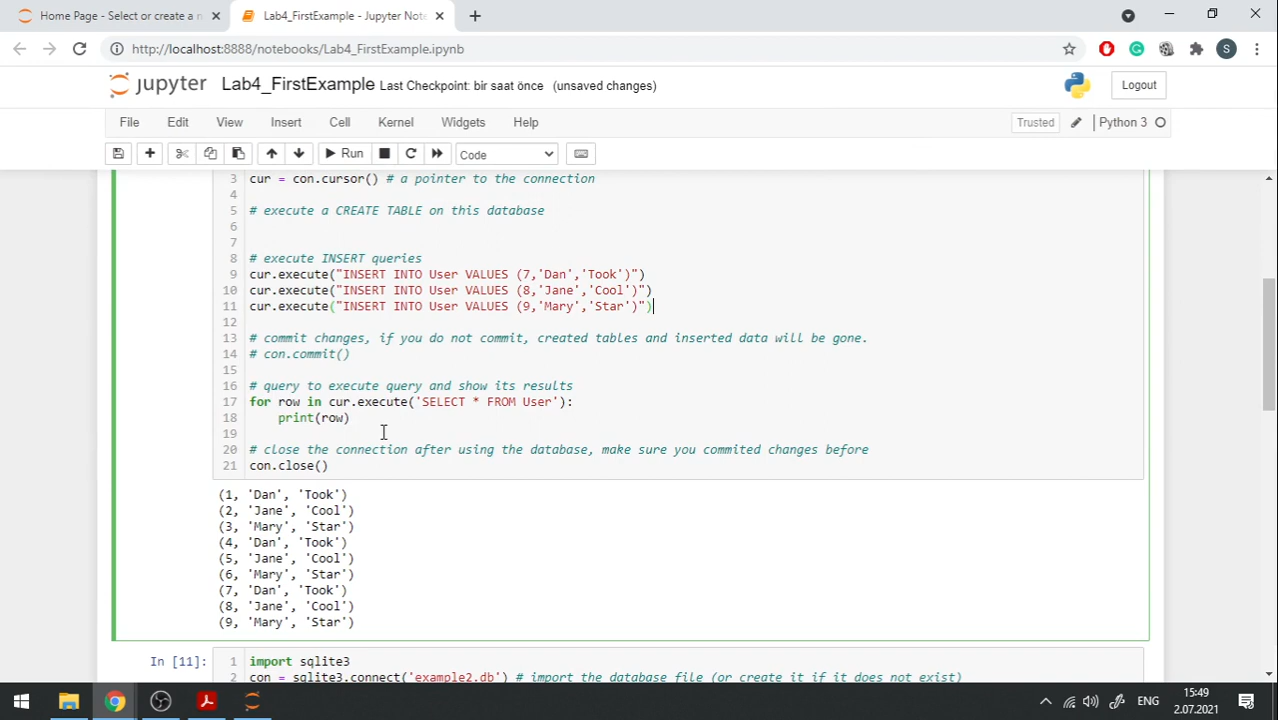 Home Page - Select or create a n
Lab4_FirstExample - Jupyter Note
http://localhost:8888/notebooks/Lab4_FirstExample.ipynb
S
jupyter Lab4_FirstExample Last Checkpoint: bir saat önce (unsaved changes)
Logout
File Edit View Insert Cell Kernel Widgets Help
Trusted Python 3
Run Code
3 cur = con.cursor() # a pointer to the connection
4
5 # execute a CREATE TABLE on this database
6
7
8 # execute INSERT queries
9 cur.execute("INSERT INTO User VALUES (7,'Dan','Took')")
10 cur.execute("INSERT INTO User VALUES (8,'Jane','Cool')")
11 cur.execute("INSERT INTO User VALUES (9,'Mary','Star')")
12
13 # commit changes, if you do not commit, created tables and inserted data will be gone.
14 # con.commit()
15
16 # query to execute query and show its results
17 for row in cur.execute('SELECT * FROM User'):
18 print(row)
19
20 # close the connection after using the database, make sure you commited changes before
21 con.close()
(1, 'Dan', 'Took')
(2, 'Jane', 'Cool')
(3, 'Mary', 'Star')
(4, 'Dan', 'Took')
(5, 'Jane', 'Cool')
(6, 'Mary', 'Star')
(7, 'Dan', 'Took')
(8, 'Jane', 'Cool')
(9, 'Mary', 'Star')
In [11]: 1 import sqlite3
2 con = sqlite3.connect('example2.db') # import the database file (or create it if it does not exist)
ENG
15:49
2.07.2021